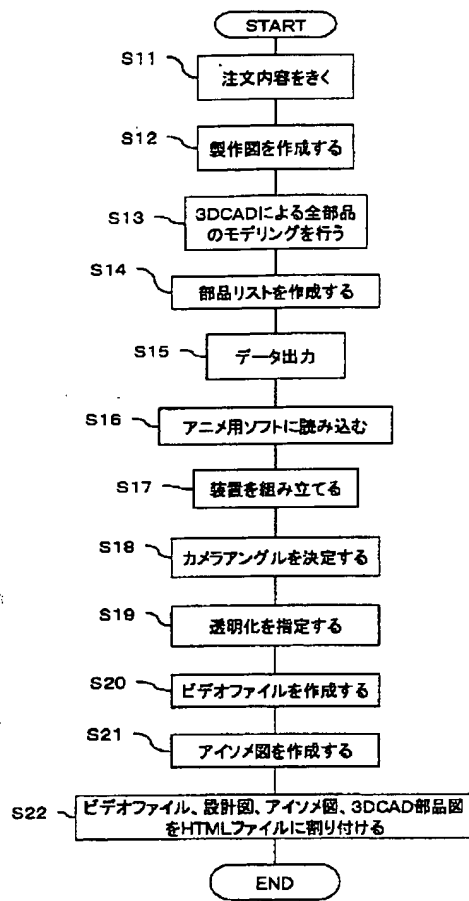 START
S11
注文内容をきく
S12
製作図を作成する
S13
3DCADによる全部品
のモデリングを行う
S14
部品リストを作成する
S15
データ出力
S16
アニメ用ソフトに読み込む
S17
装置を組み立てる
S18
カメラアングルを決定する
S19
透明化を指定する
S20
ビデオファイルを作成する
S21
アイソメ図を作成する
S22
ビデオファイル、設計図、アイソメ図、3DCAD部品図
をHTMLファイルに割り付ける
END